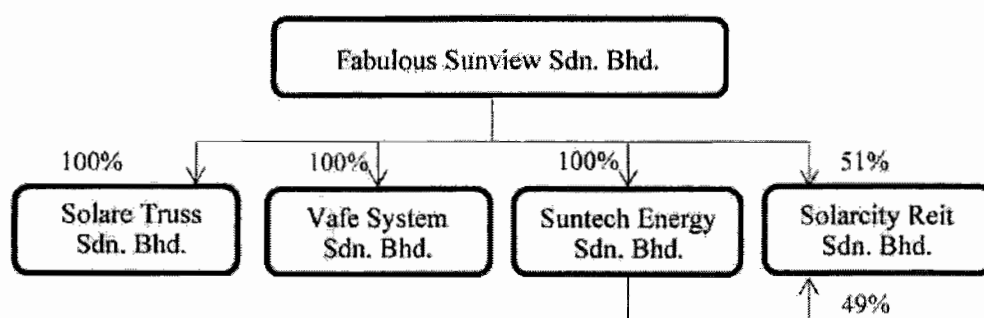 Fabulous Sunview Sdn. Bhd.
100%
100%
100%
51%
Solare Truss
Sdn. Bhd.
Vafe System
Sdn. Bhd.
Suntech Energy
Sdn. Bhd.
Solarcity Reit
Sdn. Bhd.
49%